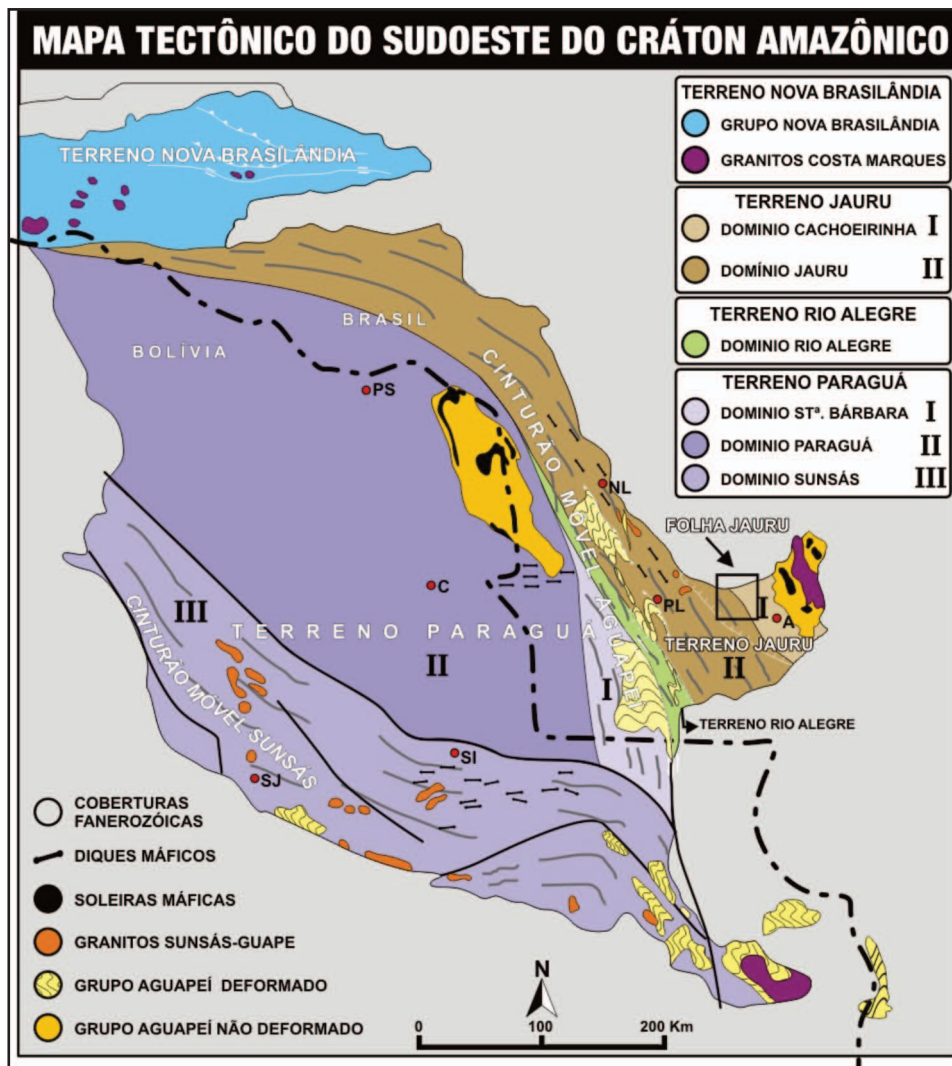 MAPA TECTÔNICO DO SUDOESTE DO CRÁTON AMAZÔNICO
TERRENO NOVA BRASILÂNDIA
GRUPO NOVA BRASILÂNDIA
GRANITOS COSTA MARQUES
TERRENO JAURU
DOMINIO CACHOEIRINHA I
DOMÍNIO JAURU II
TERRENO RIO ALEGRE
DOMINIO RIO ALEGRE
TERRENO PARAGUÁ
DOMINIO STª. BÁRBARA I
DOMINIO PARAGUÁ II
DOMINIO SUNSÁS III
TERRENO NOVA BRASILÂNDIA
BRASIL
BOLÍVIA
PS
CINTURÃO MÓVEL AGUAPEI
NL
FOLHA JAURU
C
PL
I
A
III
TERRENO PARAGUÁ
TERRENO JAURU
II
II
I
CINTURÃO MÓVEL SUNSÁS
TERRENO RIO ALEGRE
SI
SJ
COBERTURAS
FANEROZÓICAS
DIQUES MÁFICOS
SOLEIRAS MÁFICAS
GRANITOS SUNSÁS-GUAPE
GRUPO AGUAPEÍ DEFORMADO
GRUPO AGUAPEÍ NÃO DEFORMADO
N
0 100 200 Km